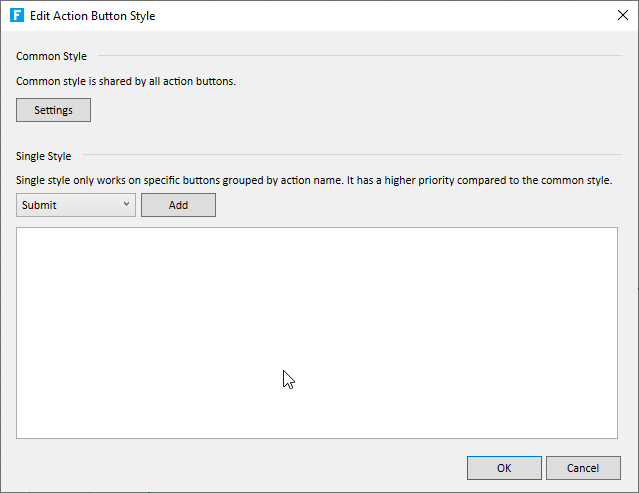 F Edit Action Button Style
Common Style
Common style is shared by all action buttons.
Settings
Single Style
Single style only works on specific buttons grouped by action name. It has a higher priority compared to the common style.
Submit Add
OK Cancel